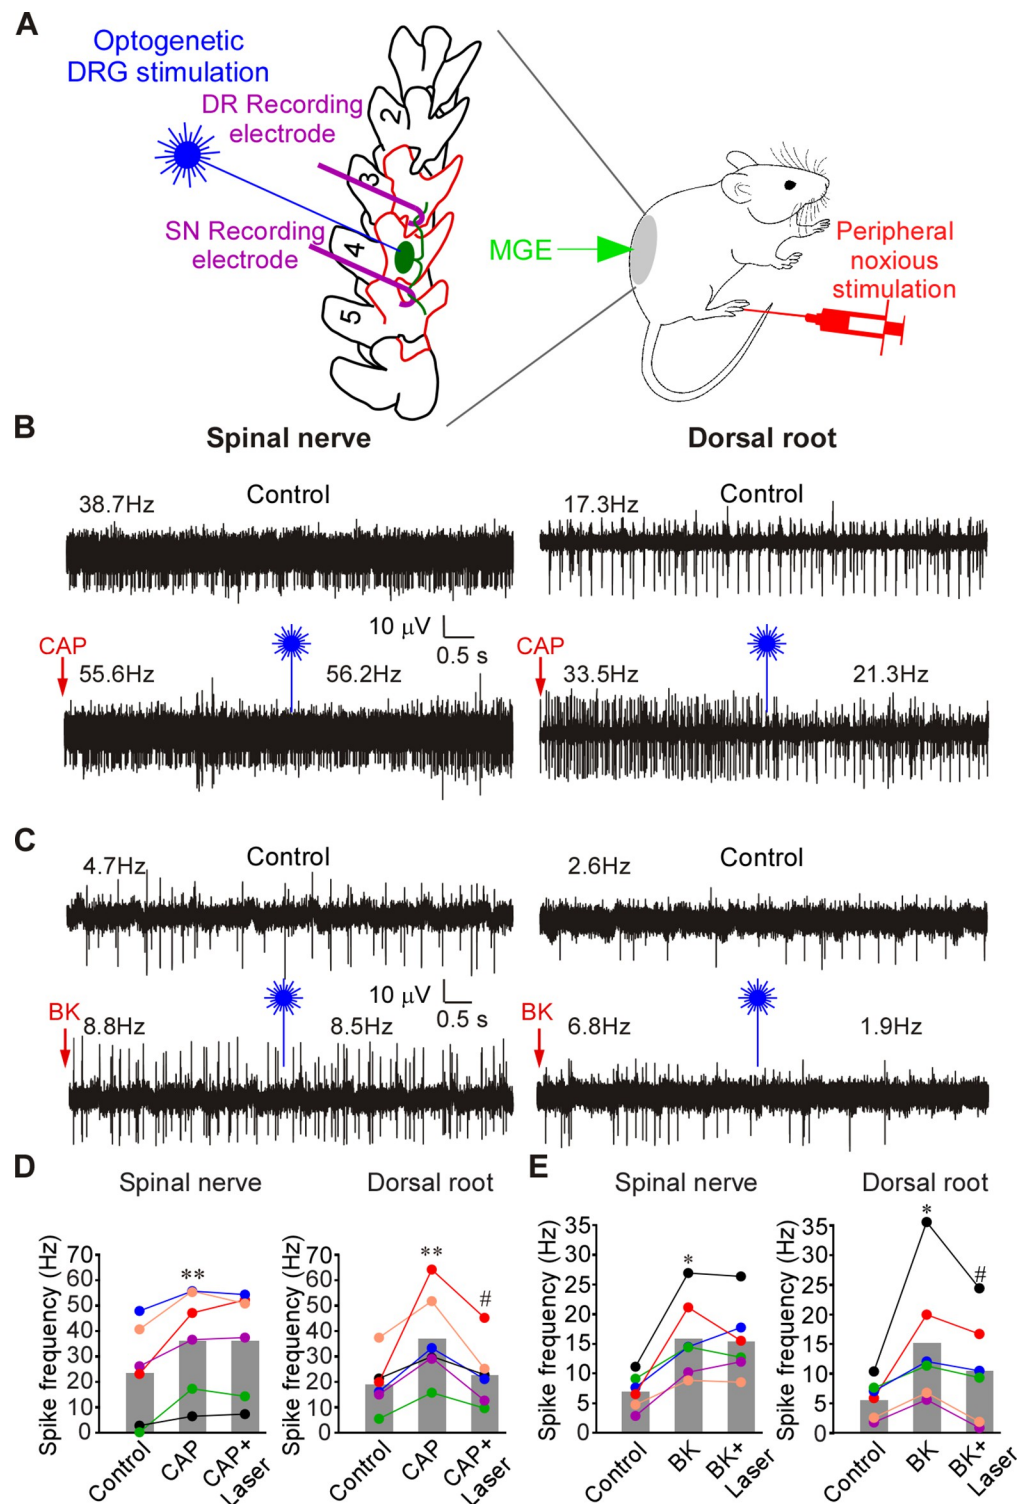 A
Optogenetic
DRG stimulation
DR Recording
electrode
SN Recording
electrode
2
3
4
5
MGE
Peripheral
noxious
stimulation
B
Spinal nerve
Dorsal root
38.7Hz
Control
17.3Hz
Control
10 μV
0.5 s
CAP
55.6Hz
56.2Hz
CAP
33.5Hz
21.3Hz
C
4.7Hz
Control
2.6Hz
Control
10 μV
0.5 s
BK
8.8Hz
8.5Hz
BK
6.8Hz
1.9Hz
D
Spinal nerve
Spike frequency (Hz)
70
60
50
40
30
20
10
0
**
Control
CAP
CAP+
Laser
Dorsal root
Spike frequency (Hz)
70
60
50
40
30
20
10
0
**
#
Control
CAP
CAP+
Laser
E
Spinal nerve
Spike frequency (Hz)
35
30
25
20
15
10
5
0
*
Control
BK
BK+
Laser
Dorsal root
Spike frequency (Hz)
35
30
25
20
15
10
5
0
*
#
Control
BK
BK+
Laser